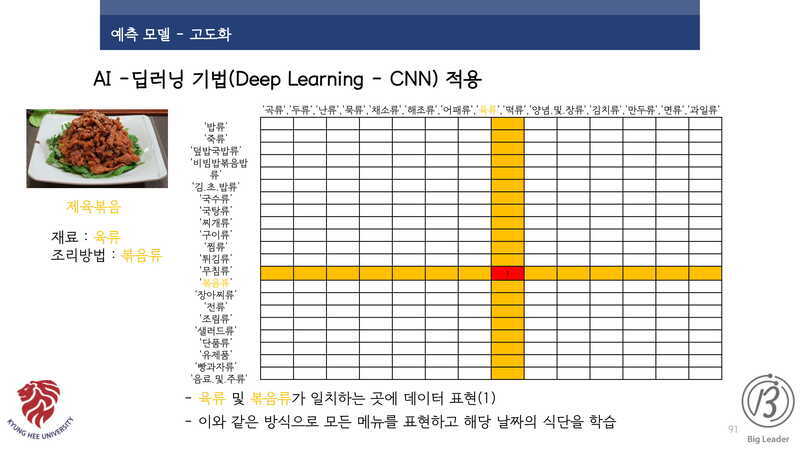 예측 모델 - 고도화
AI -딥러닝 기법(Deep Learning - CNN) 적용
'곡류','두류','난류','묵류','채소류','해조류','어패류','육류','떡류','양념.및.장류','김치류','만두류','면류','과일류'
'밥류'
'죽류'
'덮밥국밥류'
'비빔밥볶음밥
류'
'김.초.밥류'
'국수류'
'국탕류'
'찌개류'
'구이류'
'찜류'
'튀김류'
'무침류'
'볶음류'
'장아찌류'
'전류'
'조림류'
'샐러드류'
'단품류'
'유제품'
'빵과자류'
'음료.및.주류'
1
제육볶음
재료 : 육류
조리방법 : 볶음류
- 육류 및 볶음류가 일치하는 곳에 데이터 표현(1)
- 이와 같은 방식으로 모든 메뉴를 표현하고 해당 날짜의 식단을 학습
KYUNG HEE UNIVERSITY
91
Big Leader